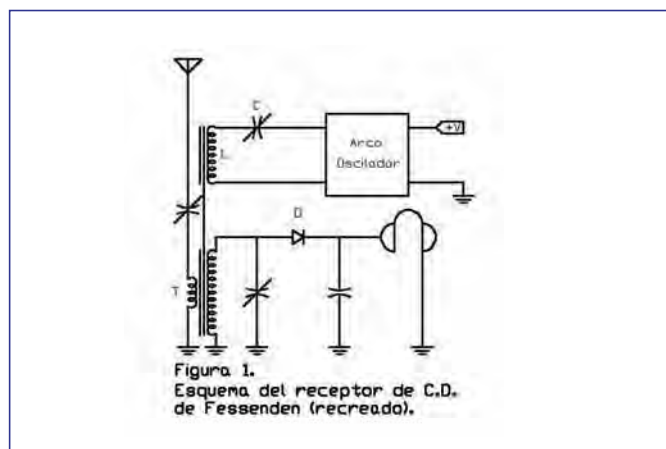 C
L
Arco
Oscilador
+V
D
T
Figura 1.
Esquema del receptor de C.D.
de Fessenden (recreado).